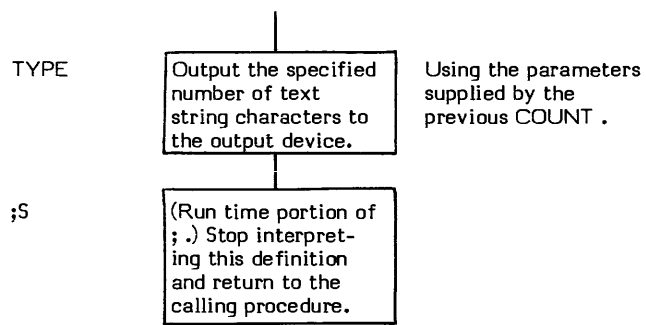 TYPE
Output the specified
number of text
string characters to
the output device.
Using the parameters
supplied by the
previous COUNT .
;S
(Run time portion of
; .) Stop interpret-
ing this definition
and return to the
calling procedure.